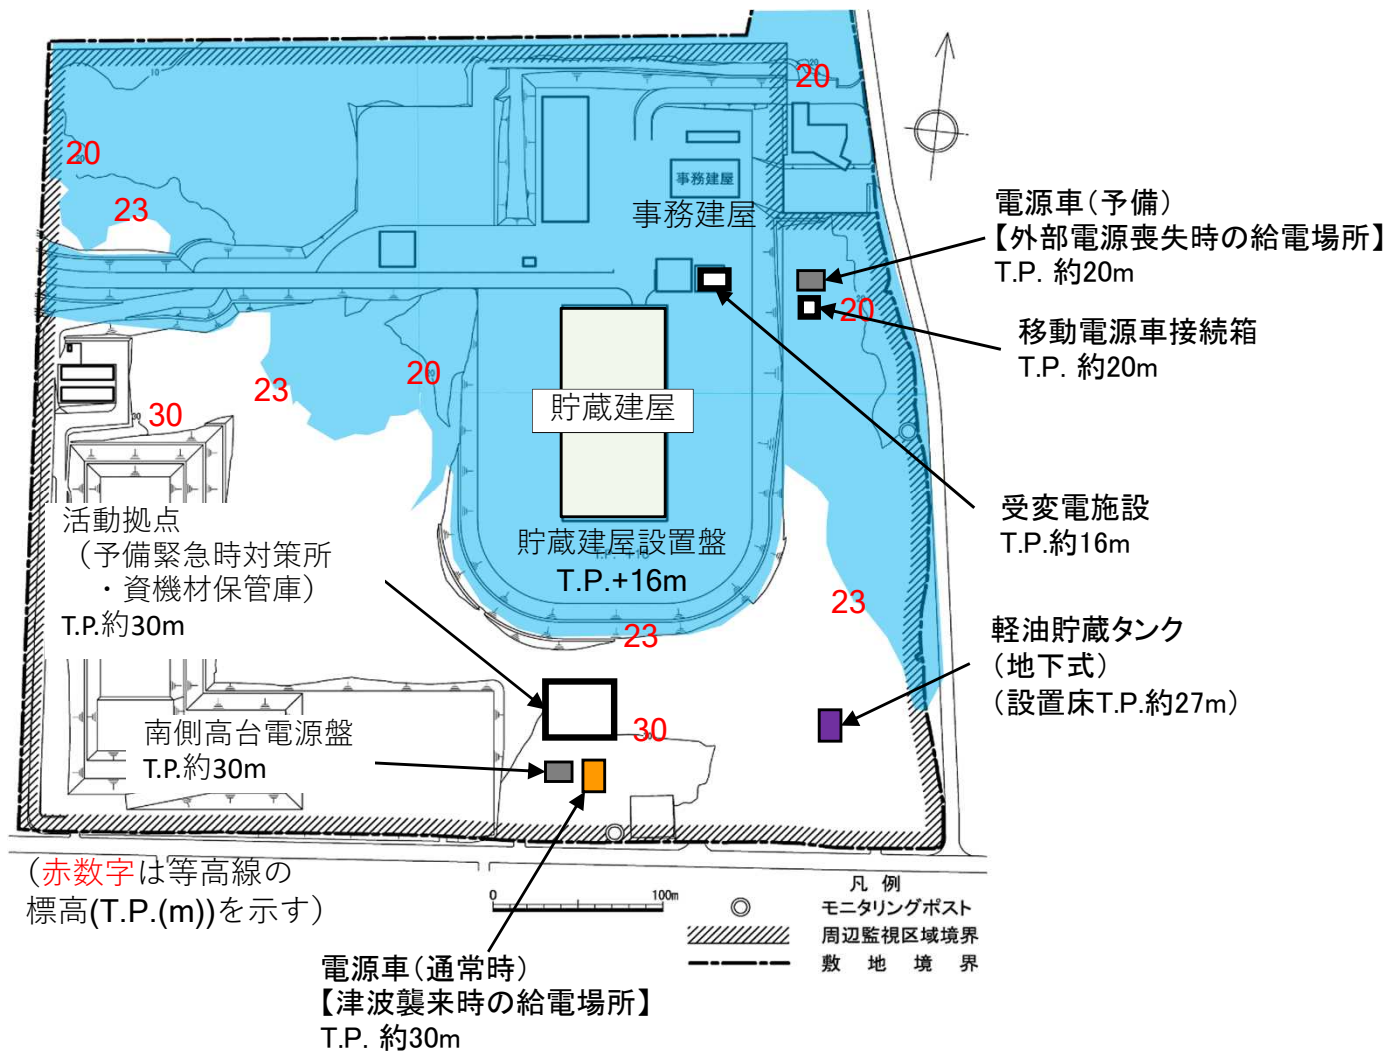 10
20
20
20
20
23
事務建屋
事務建屋
電源車(予備)
【外部電源喪失時の給電場所】
T.P. 約20m
20
20
移動電源車接続箱
T.P. 約20m
20
20
23
30
30
貯蔵建屋
受変電施設
T.P.約16m
活動拠点
(予備緊急時対策所
・資機材保管庫)
T.P.約30m
貯蔵建屋設置盤
T.P.+16
T.P.+16m
23
23
軽油貯蔵タンク
(地下式)
(設置床T.P.約27m)
30
南側高台電源盤
T.P.約30m
(赤数字は等高線の
標高(T.P.(m))を示す)
0 100m
凡 例
モニタリングポスト
周辺監視区域境界
敷 地 境 界
電源車(通常時)
【津波襲来時の給電場所】
T.P. 約30m